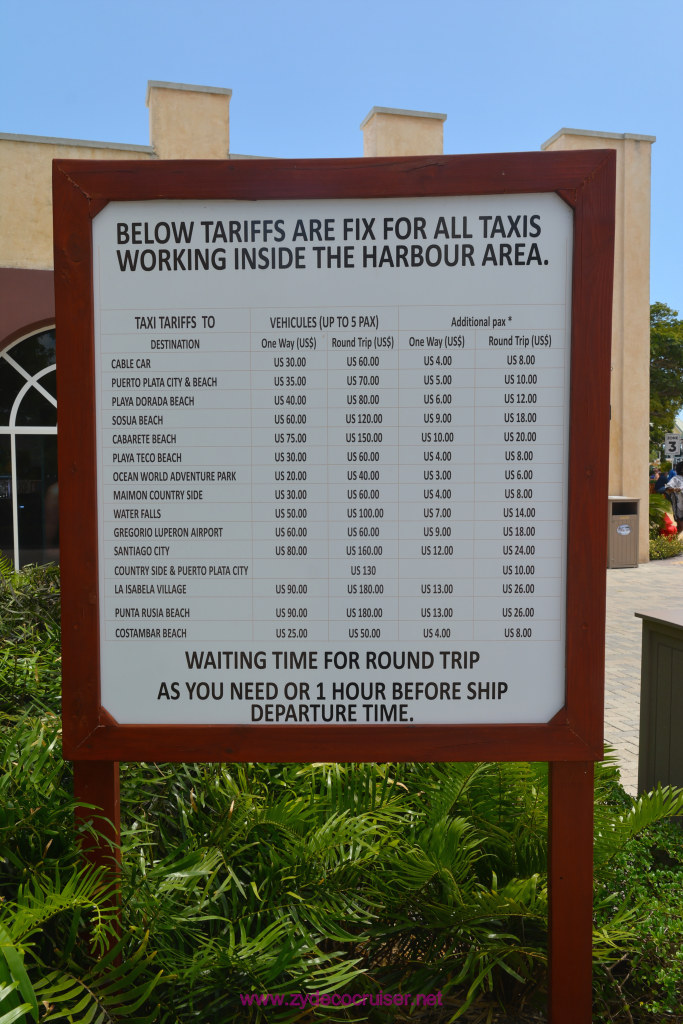 BELOW TARIFFS ARE FIX FOR ALL TAXIS
WORKING INSIDE THE HARBOUR AREA.
TAXI TARIFFS TO VEHICULES (UP TO 5 PAX) Additional pax *
DESTINATION One Way (US$) Round Trip (US$) One Way (US$) Round Trip (US$)
CABLE CAR US 30.00 US 60.00 US 4.00 US 8.00
PUERTO PLATA CITY & BEACH US 35.00 US 70.00 US 5.00 US 10.00
PLAYA DORADA BEACH US 40.00 US 80.00 US 6.00 US 12.00
SOSUA BEACH US 60.00 US 120.00 US 9.00 US 18.00
CABARETE BEACH US 75.00 US 150.00 US 10.00 US 20.00
PLAYA TECO BEACH US 30.00 US 60.00 US 4.00 US 8.00
OCEAN WORLD ADVENTURE PARK US 20.00 US 40.00 US 3.00 US 6.00
MAIMON COUNTRY SIDE US 30.00 US 60.00 US 4.00 US 8.00
WATER FALLS US 50.00 US 100.00 US 7.00 US 14.00
GREGORIO LUPERON AIRPORT US 60.00 US 60.00 US 9.00 US 18.00
SANTIAGO CITY US 80.00 US 160.00 US 12.00 US 24.00
COUNTRY SIDE & PUERTO PLATA CITY US 130 US 10.00
LA ISABELA VILLAGE US 90.00 US 180.00 US 13.00 US 26.00
PUNTA RUSIA BEACH US 90.00 US 180.00 US 13.00 US 26.00
COSTAMBAR BEACH US 25.00 US 50.00 US 4.00 US 8.00
WAITING TIME FOR ROUND TRIP
AS YOU NEED OR 1 HOUR BEFORE SHIP
DEPARTURE TIME.
3
www.zydecocruiser.net